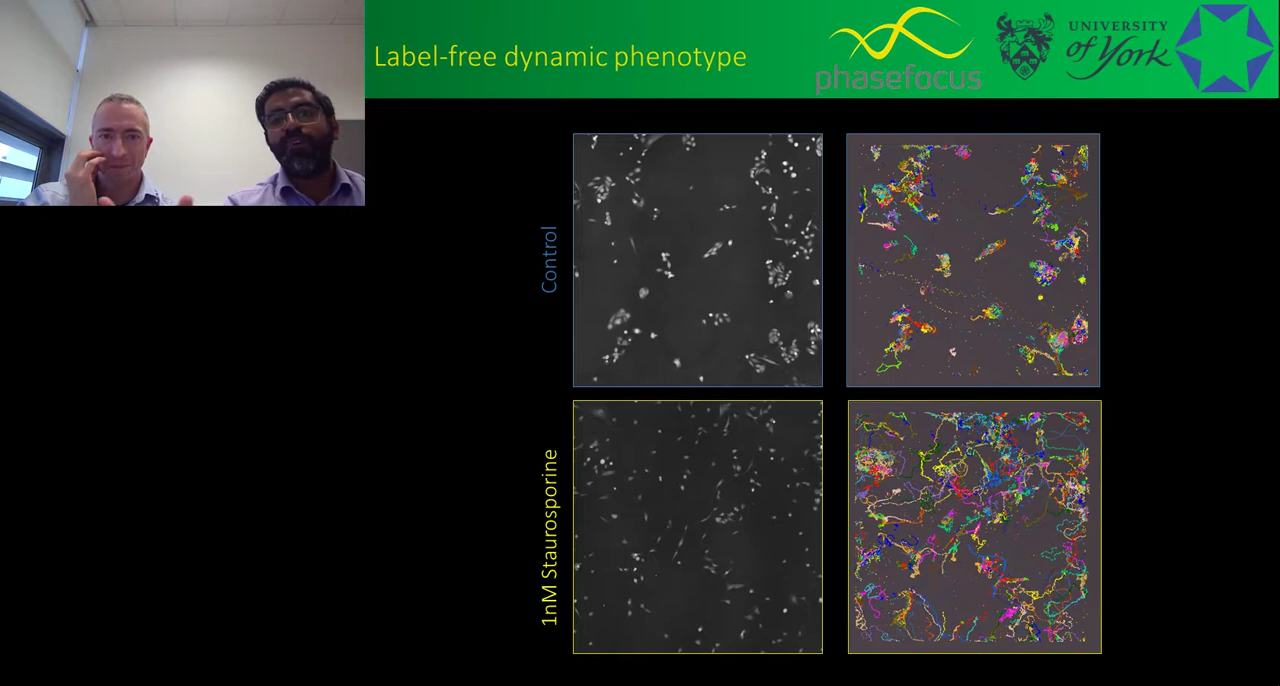 Label-free dynamic phenotype
phasefocus
UNIVERSITY
of York
Control
1nM Staurosporine